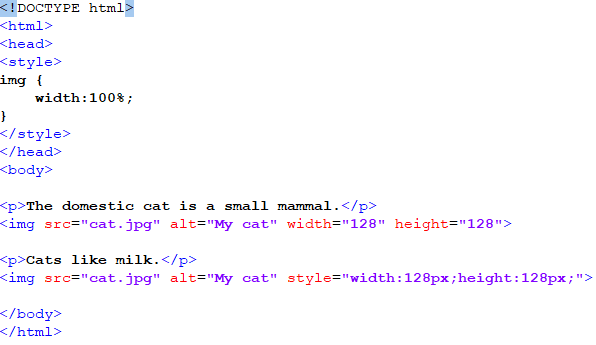 <!DOCTYPE html>
<html>
<head>
<style>
img {
    width:100%;
}
</style>
</head>
<body>

<p>The domestic cat is a small mammal.</p>
<img src="cat.jpg" alt="My cat" width="128" height="128">

<p>Cats like milk.</p>
<img src="cat.jpg" alt="My cat" style="width:128px;height:128px;">

</body>
</html>